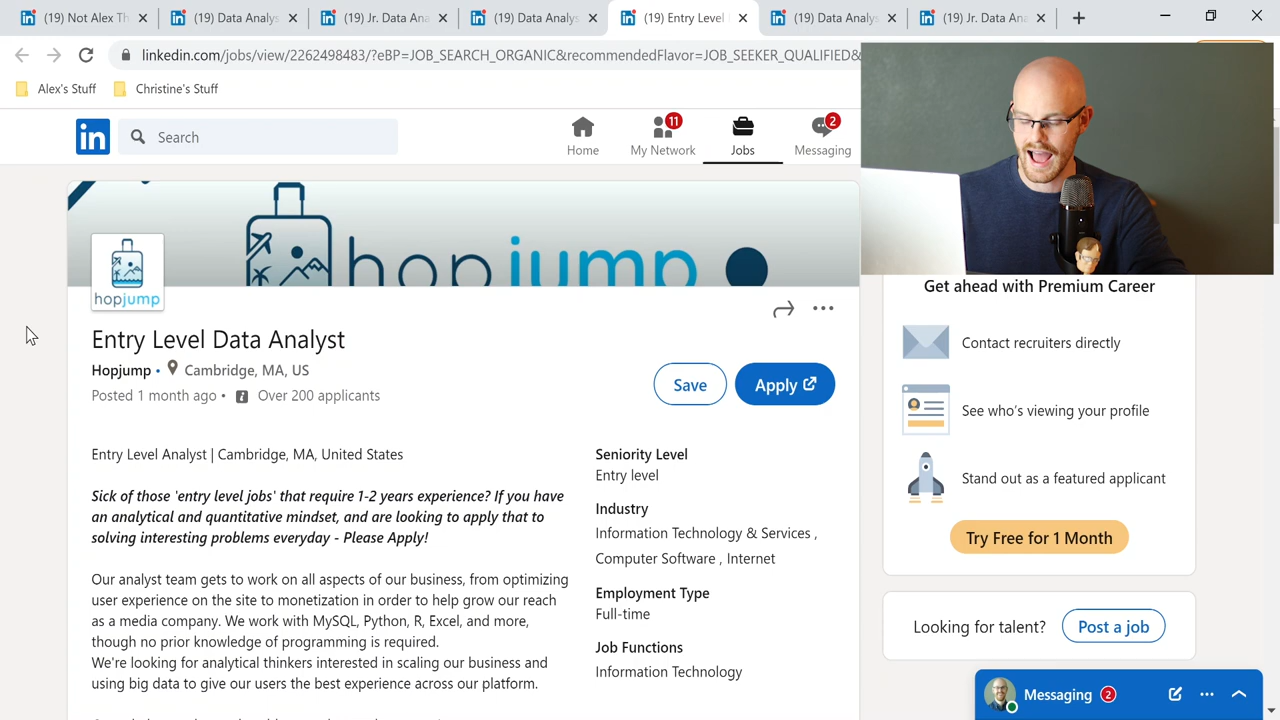 (19) Not Alex Th
(19) Data Analys
(19) Jr. Data Ana
(19) Data Analys
(19) Entry Level
(19) Data Analys
(19) Jr. Data Ana
linkedin.com/jobs/view/2262498483/?eBP=JOB_SEARCH_ORGANIC&recommendedFlavor=JOB_SEEKER_QUALIFIED&
Alex's Stuff
Christine's Stuff
in
Search
Home
11
My Network
Jobs
2
Messaging
hopjump
hopjump
Entry Level Data Analyst
Hopjump • Cambridge, MA, US
Posted 1 month ago • Over 200 applicants
Save
Apply
Entry Level Analyst | Cambridge, MA, United States
Sick of those 'entry level jobs' that require 1-2 years experience? If you have
an analytical and quantitative mindset, and are looking to apply that to
solving interesting problems everyday - Please Apply!
Our analyst team gets to work on all aspects of our business, from optimizing
user experience on the site to monetization in order to help grow our reach
as a media company. We work with MySQL, Python, R, Excel, and more,
though no prior knowledge of programming is required.
We're looking for analytical thinkers interested in scaling our business and
using big data to give our users the best experience across our platform.
Seniority Level
Entry level
Industry
Information Technology & Services ,
Computer Software , Internet
Employment Type
Full-time
Job Functions
Information Technology
Get ahead with Premium Career
Contact recruiters directly
See who's viewing your profile
Stand out as a featured applicant
Try Free for 1 Month
Looking for talent?
Post a job
Messaging 2